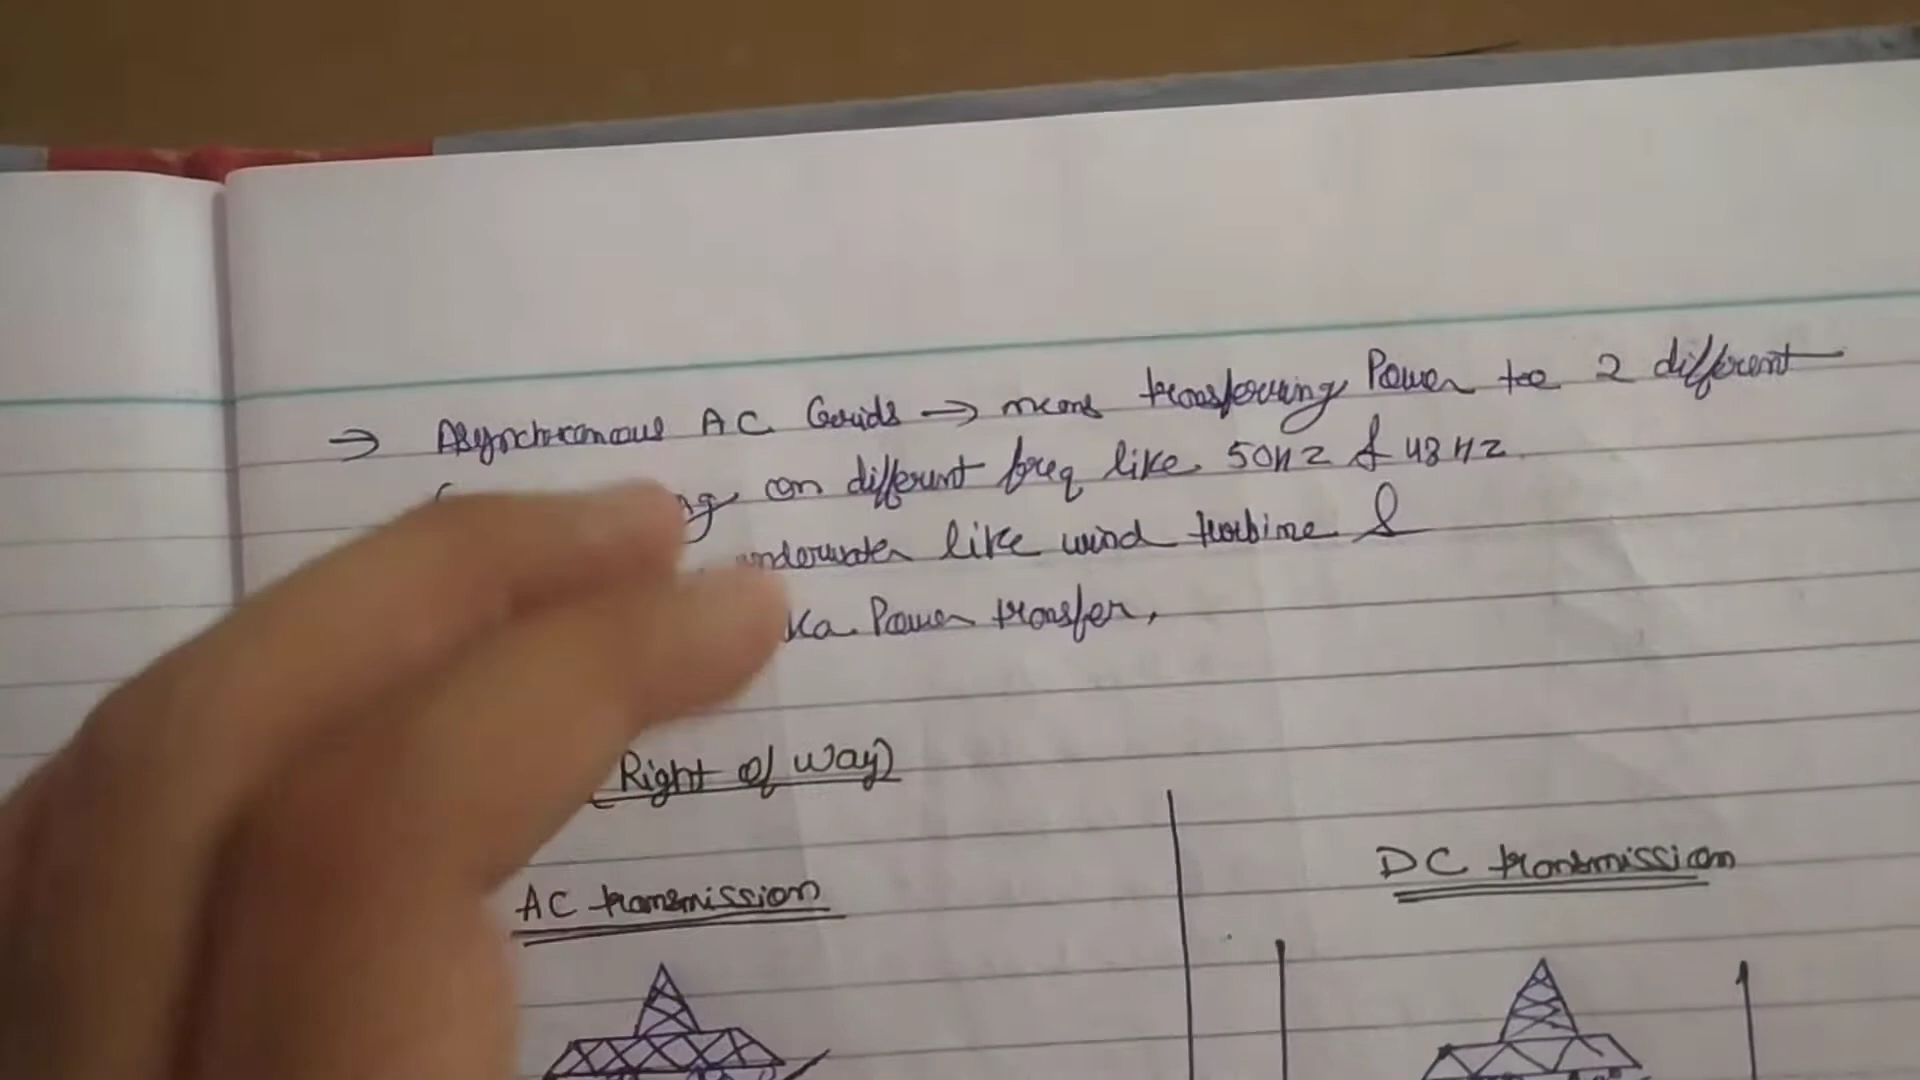 → Asynchronous AC Grids → means transferring Power to 2 different
on different freq like 50HZ & 48HZ
underwater like wind turbine &
ka Power transfer,
(Right of Way)
AC transmission
DC transmission